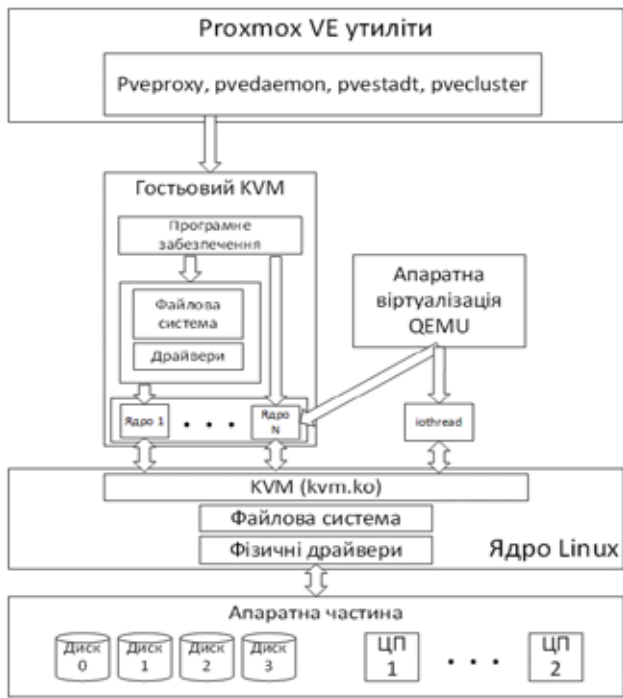 Proxmox VE утиліти
Pveproxy, pvedaemon, pvestadt, pvecluster
Гостьовий KVM
Програмне
забезпечення
Файлова
система
Драйвери
Ядро 1
. . .
Ядро
N
Апаратна
віртуалізація
QEMU
iothread
KVM (kvm.ko)
Файлова система
Фізичні драйвери
Ядро Linux
Апаратна частина
Диск
0
Диск
1
Диск
2
Диск
3
ЦП
1
. . .
ЦП
2